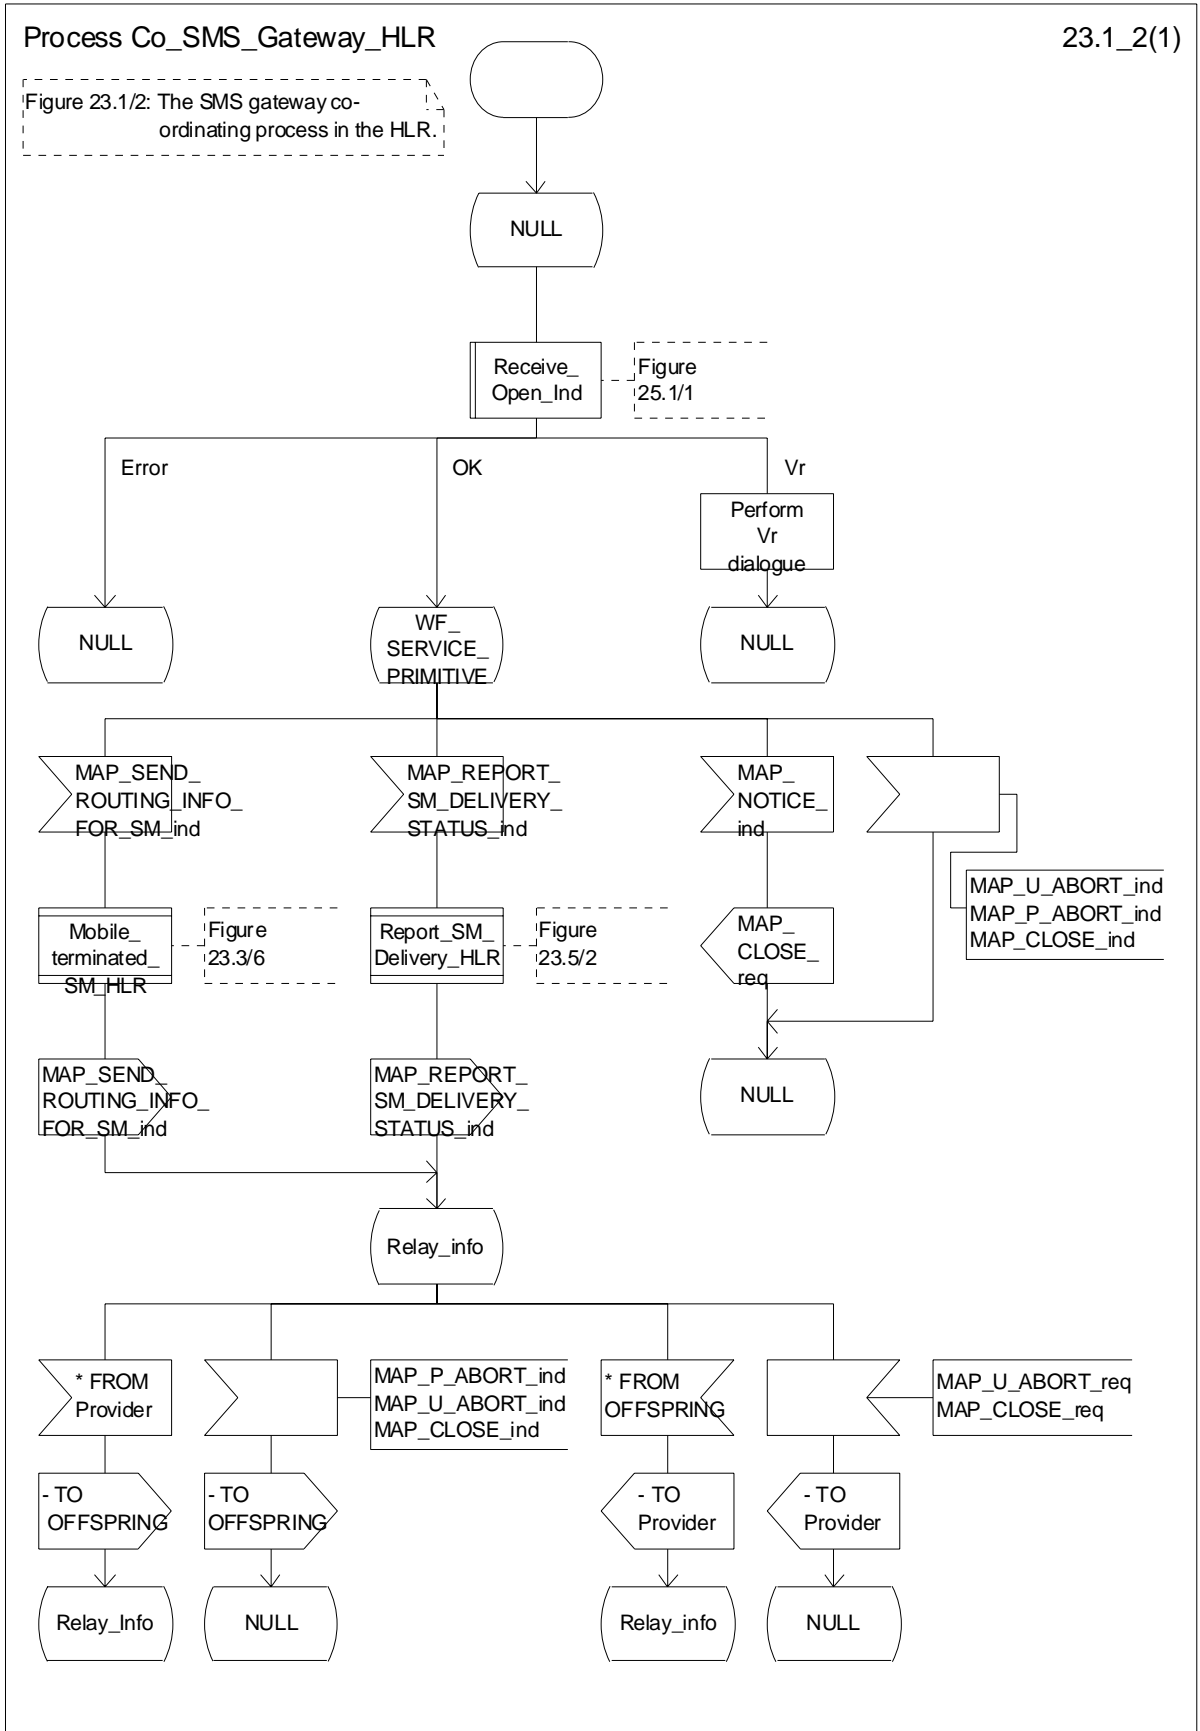 Process Co_SMS_Gateway_HLR
23.1_2(1)
Figure 23.1/2: The SMS gateway co-
ordinating process in the HLR.
NULL
Receive_
Open_Ind
Figure
25.1/1
Error
OK
Vr
Perform
Vr
dialogue
NULL
WF_
SERVICE_
PRIMITIVE
NULL
MAP_SEND_
ROUTING_INFO_
FOR_SM_ind
MAP_REPORT_
SM_DELIVERY_
STATUS_ind
MAP_
NOTICE_
ind
MAP_U_ABORT_ind
MAP_P_ABORT_ind
MAP_CLOSE_ind
Mobile_
terminated_
SM_HLR
Figure
23.3/6
Report_SM_
Delivery_HLR
Figure
23.5/2
MAP_
CLOSE_
req
MAP_SEND_
ROUTING_INFO_
FOR_SM_ind
MAP_REPORT_
SM_DELIVERY_
STATUS_ind
NULL
Relay_info
* FROM
Provider
MAP_P_ABORT_ind
MAP_U_ABORT_ind
MAP_CLOSE_ind
* FROM
OFFSPRING
MAP_U_ABORT_req
MAP_CLOSE_req
- TO
OFFSPRING
- TO
OFFSPRING
- TO
Provider
- TO
Provider
Relay_Info
NULL
Relay_info
NULL